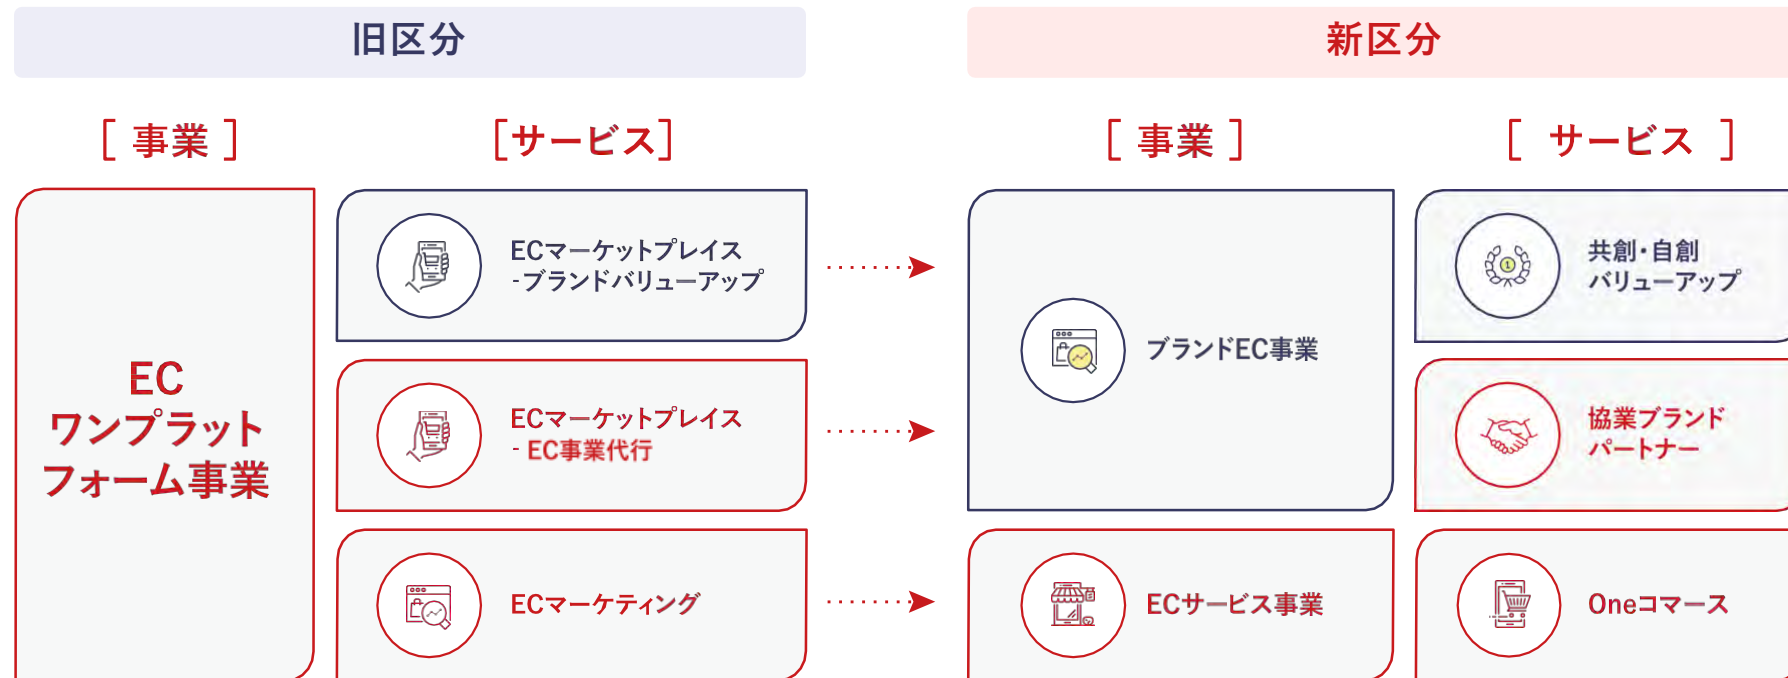 旧区分
新区分
[ 事業 ]
[サービス]
[ 事業 ]
[ サービス ]
EC
ワンプラット
フォーム事業
ECマーケットプレイス
-ブランドバリューアップ
ECマーケットプレイス
- EC事業代行
ECマーケティング
ブランドEC事業
ECサービス事業
共創・自創
バリューアップ
協業ブランド
パートナー
Oneコマース